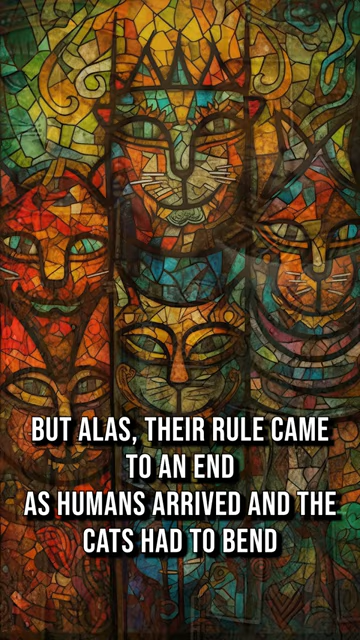 BUT ALAS, THEIR RULE CAME
TO AN END
AS HUMANS ARRIVED AND THE
CATS HAD TO BEND